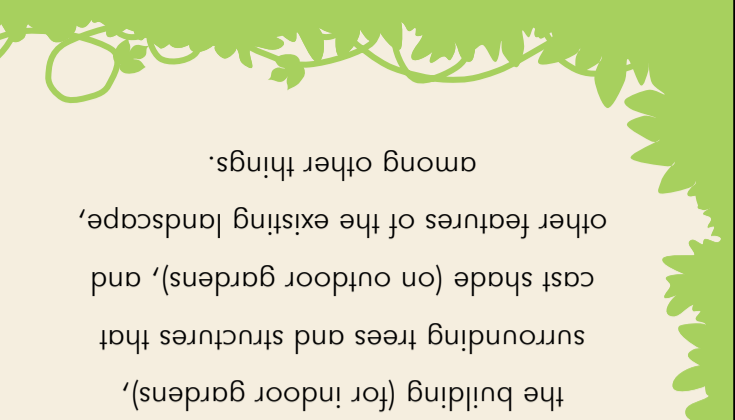 the building (for indoor gardens),
surrounding trees and structures that
cast shade (on outdoor gardens), and
other features of the existing landscape,
among other things.